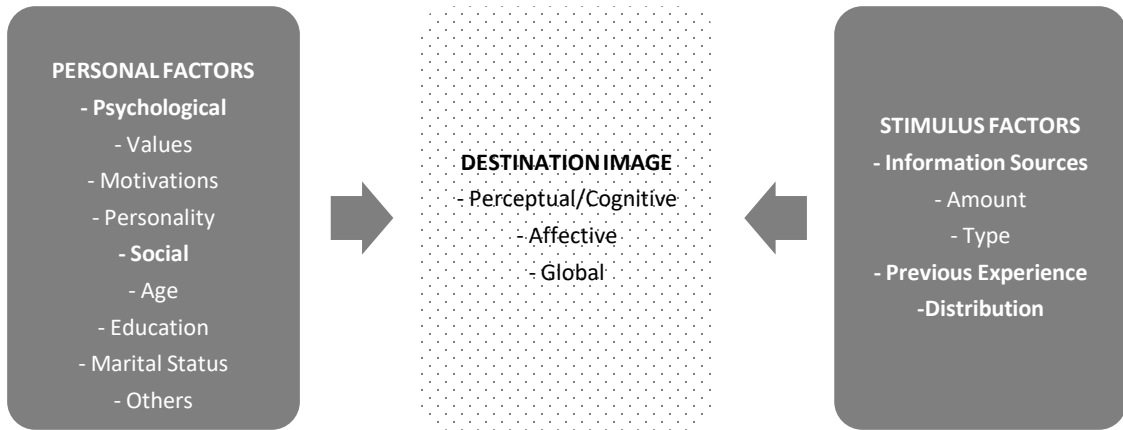 PERSONAL FACTORS
- Psychological
- Values
- Motivations
- Personality
- Social
- Age
- Education
- Marital Status
- Others
DESTINATION IMAGE
- Perceptual/Cognitive
- Affective
- Global
STIMULUS FACTORS
- Information Sources
- Amount
- Type
- Previous Experience
-Distribution